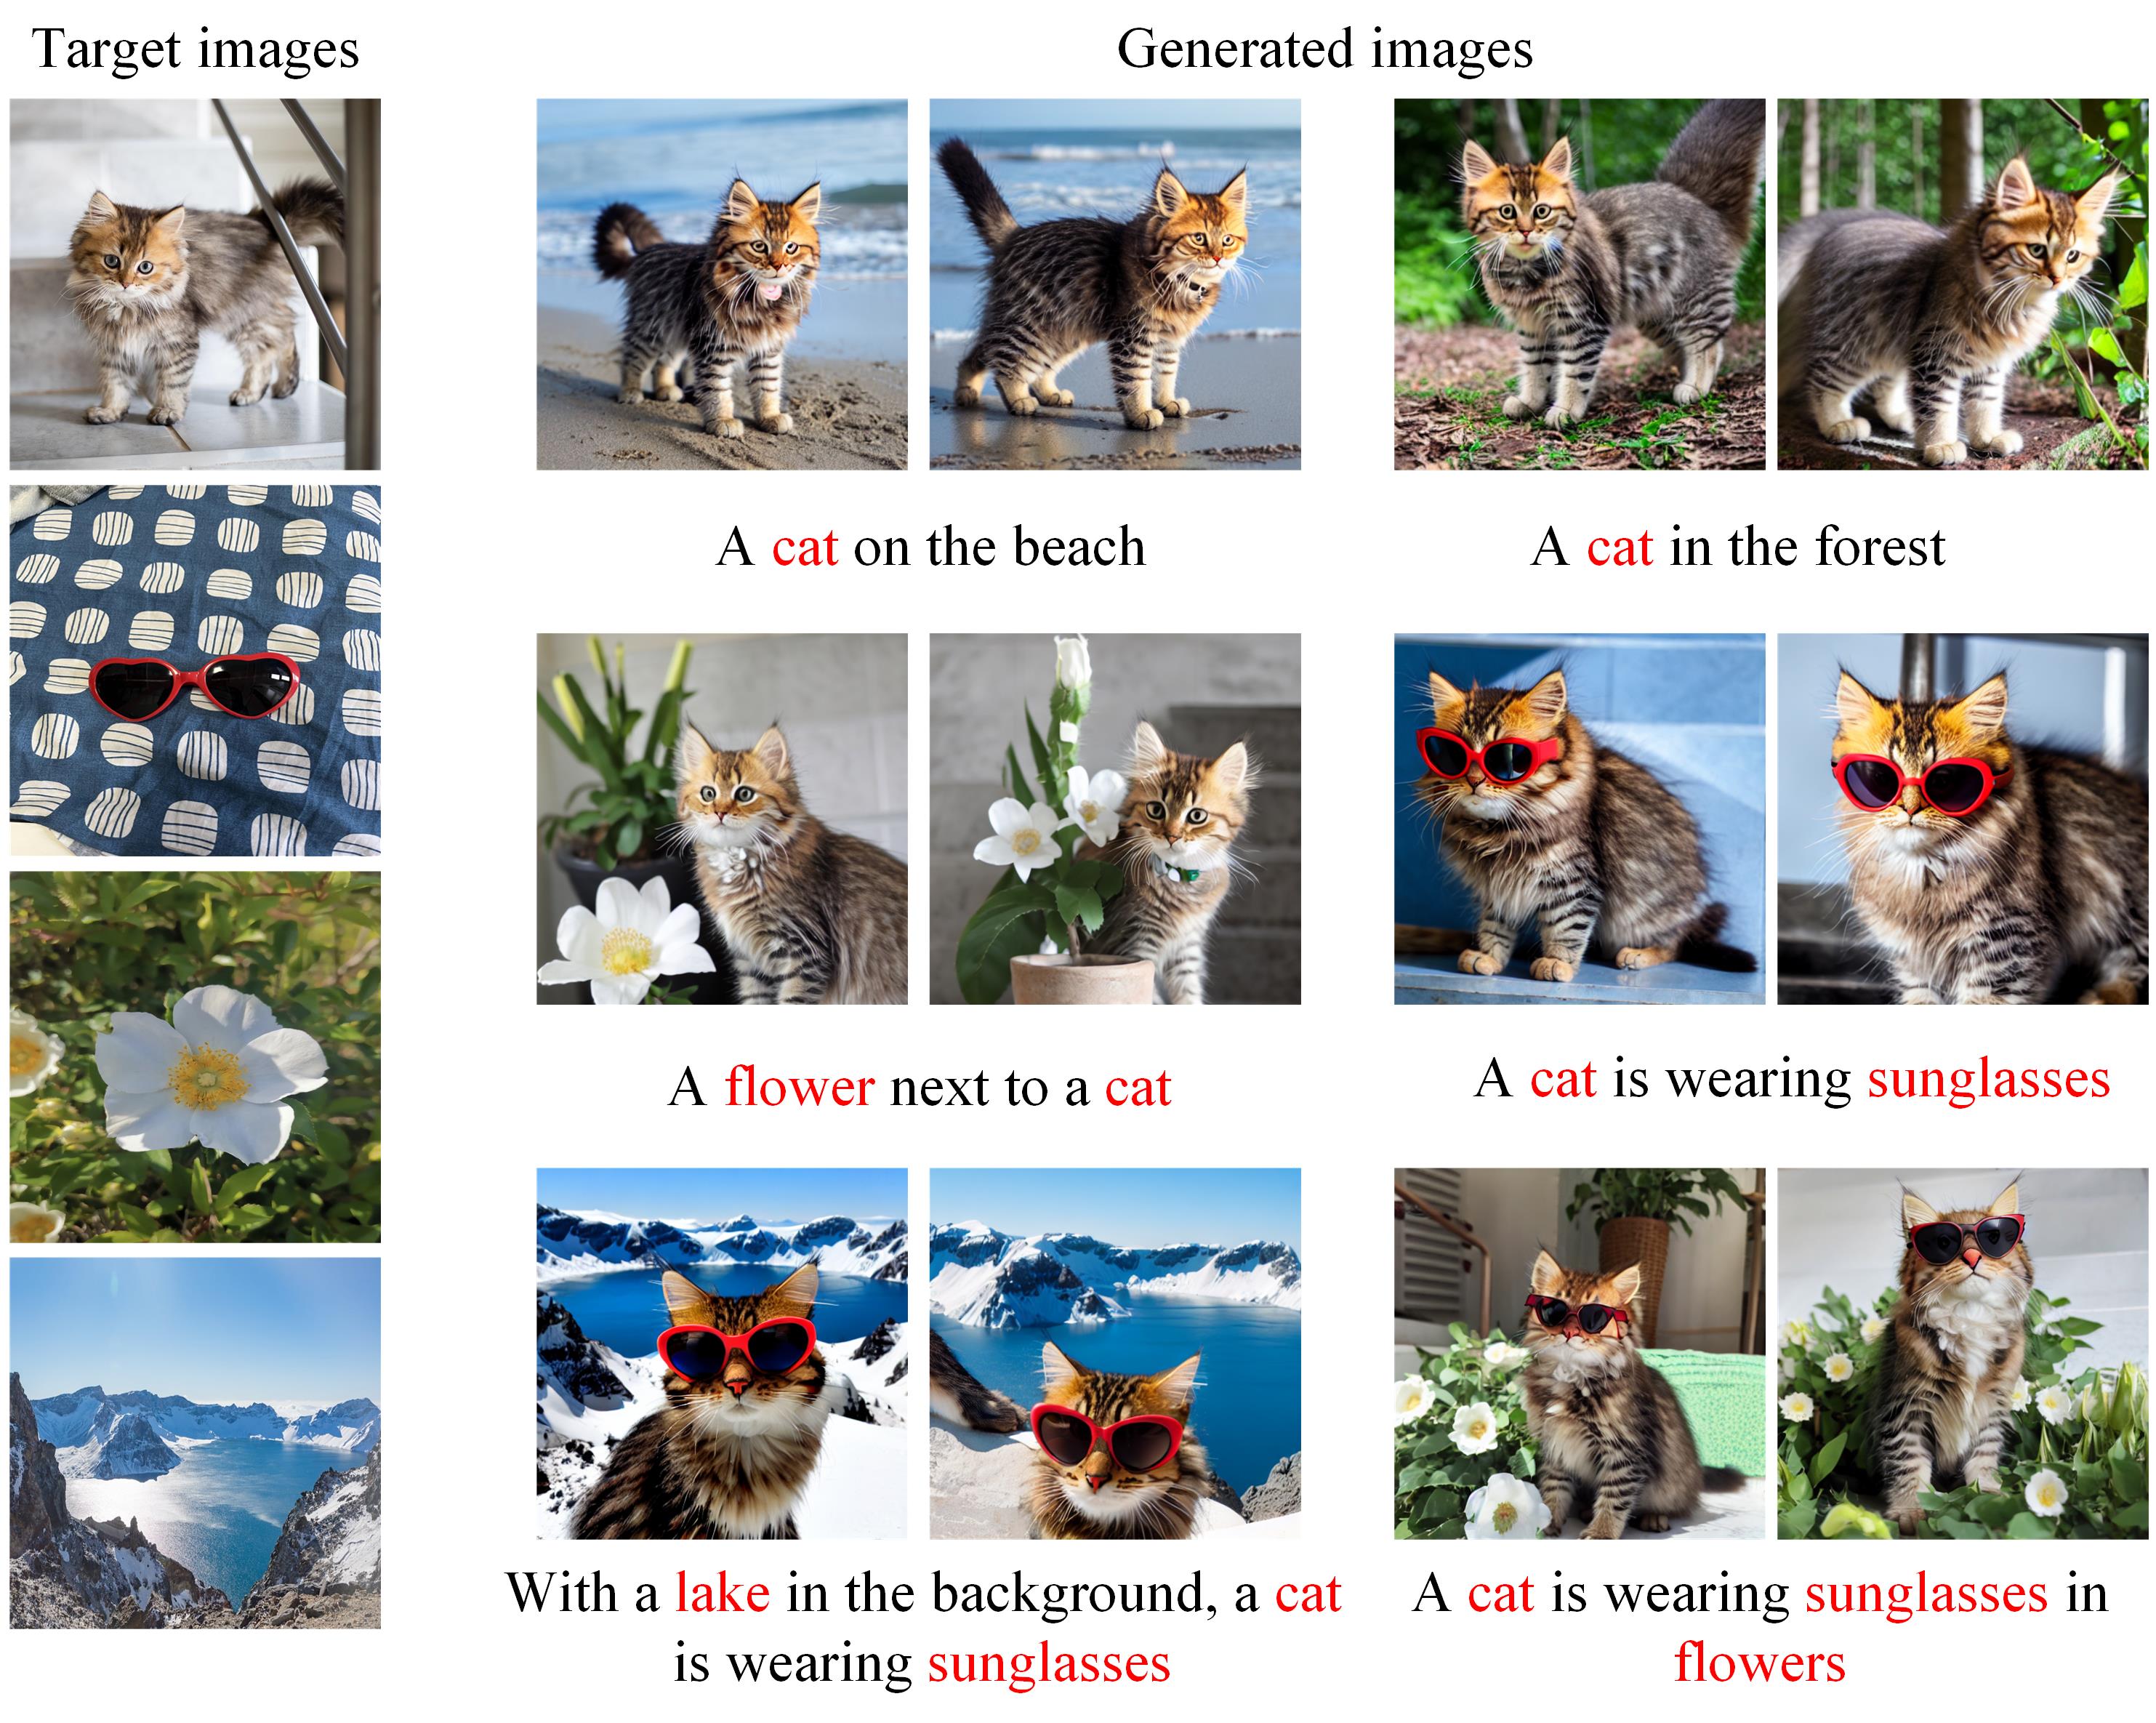 Target images
Generated images
A cat on the beach
A cat in the forest
A flower next to a cat
A cat is wearing sunglasses
With a lake in the background, a cat
is wearing sunglasses
A cat is wearing sunglasses in
flowers